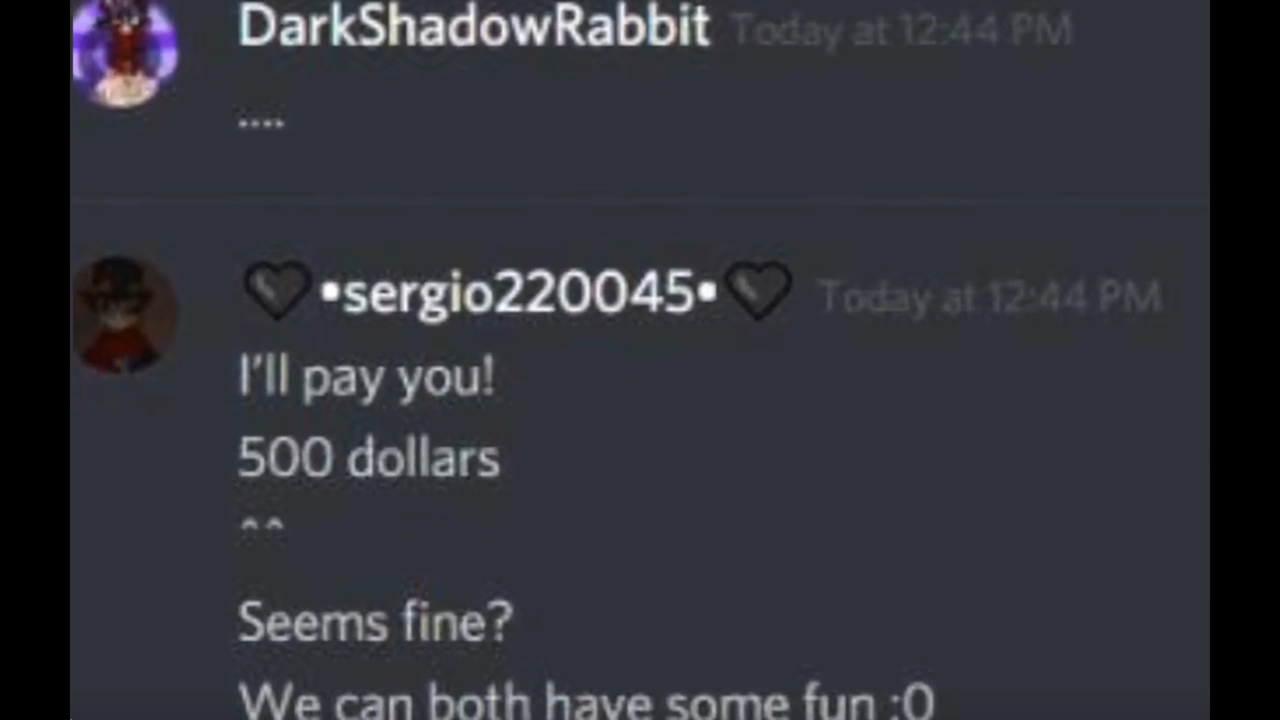 DarkShadowRabbit Today at 12:44 PM
....
🖤•sergio220045•🖤 Today at 12:44 PM
I'll pay you!
500 dollars
^^
Seems fine?
We can both have some fun :0